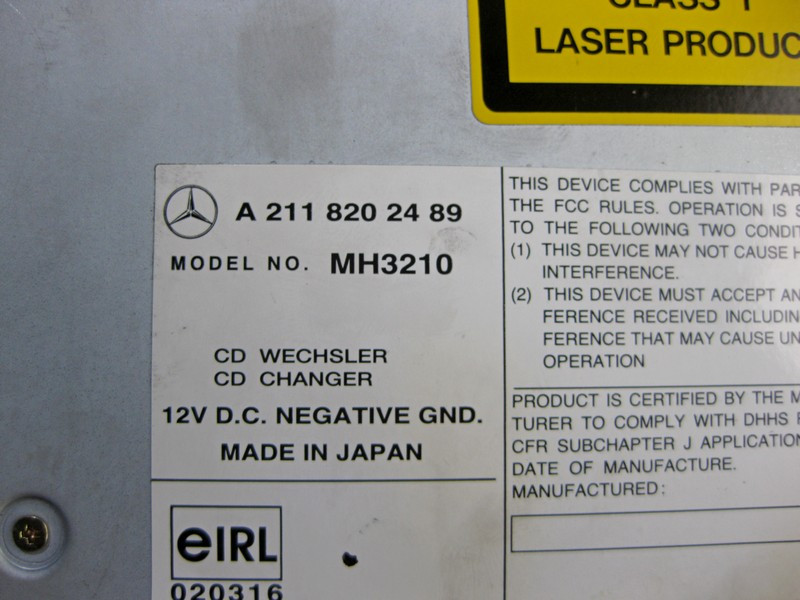 CLASS 1
LASER PRODUC
A 211 820 24 89
MODEL NO. MH3210
CD WECHSLER
CD CHANGER
12V D.C. NEGATIVE GND.
MADE IN JAPAN
eIRL
020316
THIS DEVICE COMPLIES WITH PAR
THE FCC RULES. OPERATION IS S
TO THE FOLLOWING TWO CONDIT
(1) THIS DEVICE MAY NOT CAUSE H
INTERFERENCE.
(2) THIS DEVICE MUST ACCEPT AN
FERENCE RECEIVED INCLUDIN
FERENCE THAT MAY CAUSE UN
OPERATION
PRODUCT IS CERTIFIED BY THE M
TURER TO COMPLY WITH DHHS R
CFR SUBCHAPTER J APPLICATION
DATE OF MANUFACTURE.
MANUFACTURED: